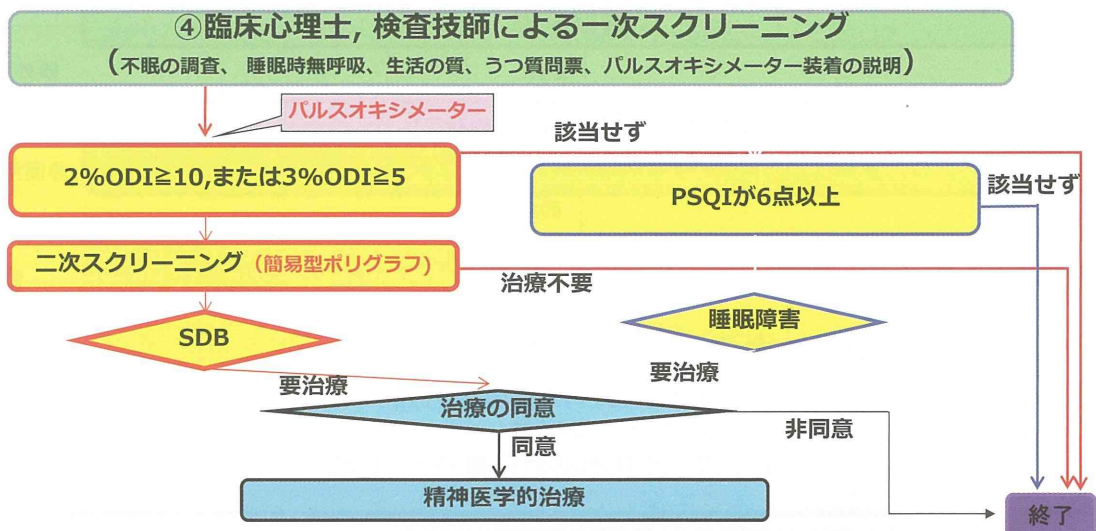 ④臨床心理士, 検査技師による一次スクリーニング
(不眠の調査、 睡眠時無呼吸、生活の質、うつ質問票、パルスオキシメーター装着の説明)
パルスオキシメーター
該当せず
2%ODI≧10,または3%ODI≧5
PSQIが6点以上
該当せず
二次スクリーニング (簡易型ポリグラフ)
治療不要
SDB
睡眠障害
要治療
要治療
治療の同意
非同意
同意
精神医学的治療
終了